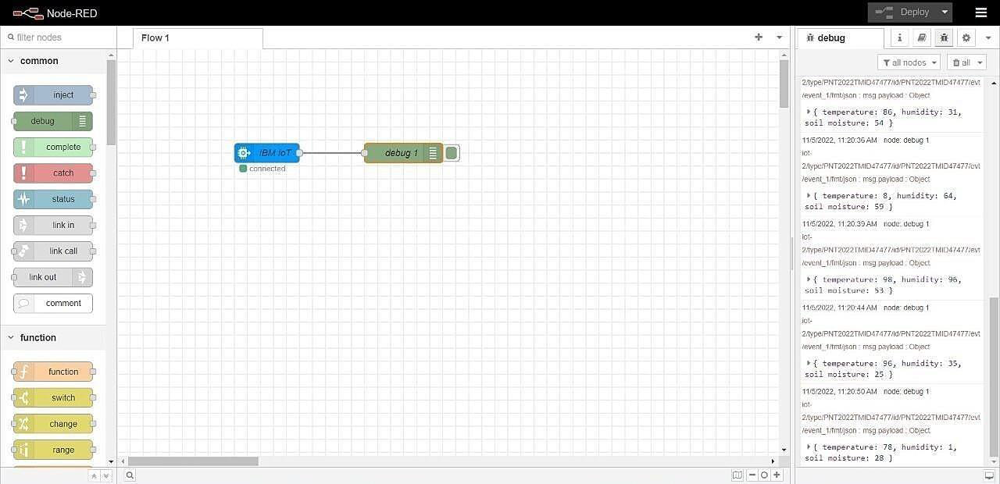 Node-RED
Deploy
filter nodes
common
inject
debug
complete
catch
status
link in
link call
link out
comment
function
function
switch
change
range
Flow 1
IBM IoT
connected
debug 1
debug
all nodes
all
2/type/PNT2022TMID47477/id/PNT2022TMID47477/evt
/event_1/fmt/json : msg.payload : Object
{ temperature: 86, humidity: 31,
soil moisture: 54 }
11/5/2022, 11:20:36 AM node: debug 1
iot-
2/type/PNT2022TMID47477/id/PNT2022TMID47477/evt
/event_1/fmt/json : msg.payload : Object
{ temperature: 8, humidity: 64,
soil moisture: 59 }
11/5/2022, 11:20:39 AM node: debug 1
iot-
2/type/PNT2022TMID47477/id/PNT2022TMID47477/evt
/event_1/fmt/json : msg.payload : Object
{ temperature: 98, humidity: 96,
soil moisture: 53 }
11/5/2022, 11:20:44 AM node: debug 1
iot-
2/type/PNT2022TMID47477/id/PNT2022TMID47477/evt
/event_1/fmt/json : msg.payload : Object
{ temperature: 96, humidity: 35,
soil moisture: 25 }
11/5/2022, 11:20:50 AM node: debug 1
iot-
2/type/PNT2022TMID47477/id/PNT2022TMID47477/evt
/event_1/fmt/json : msg.payload : Object
{ temperature: 78, humidity: 1,
soil moisture: 28 }